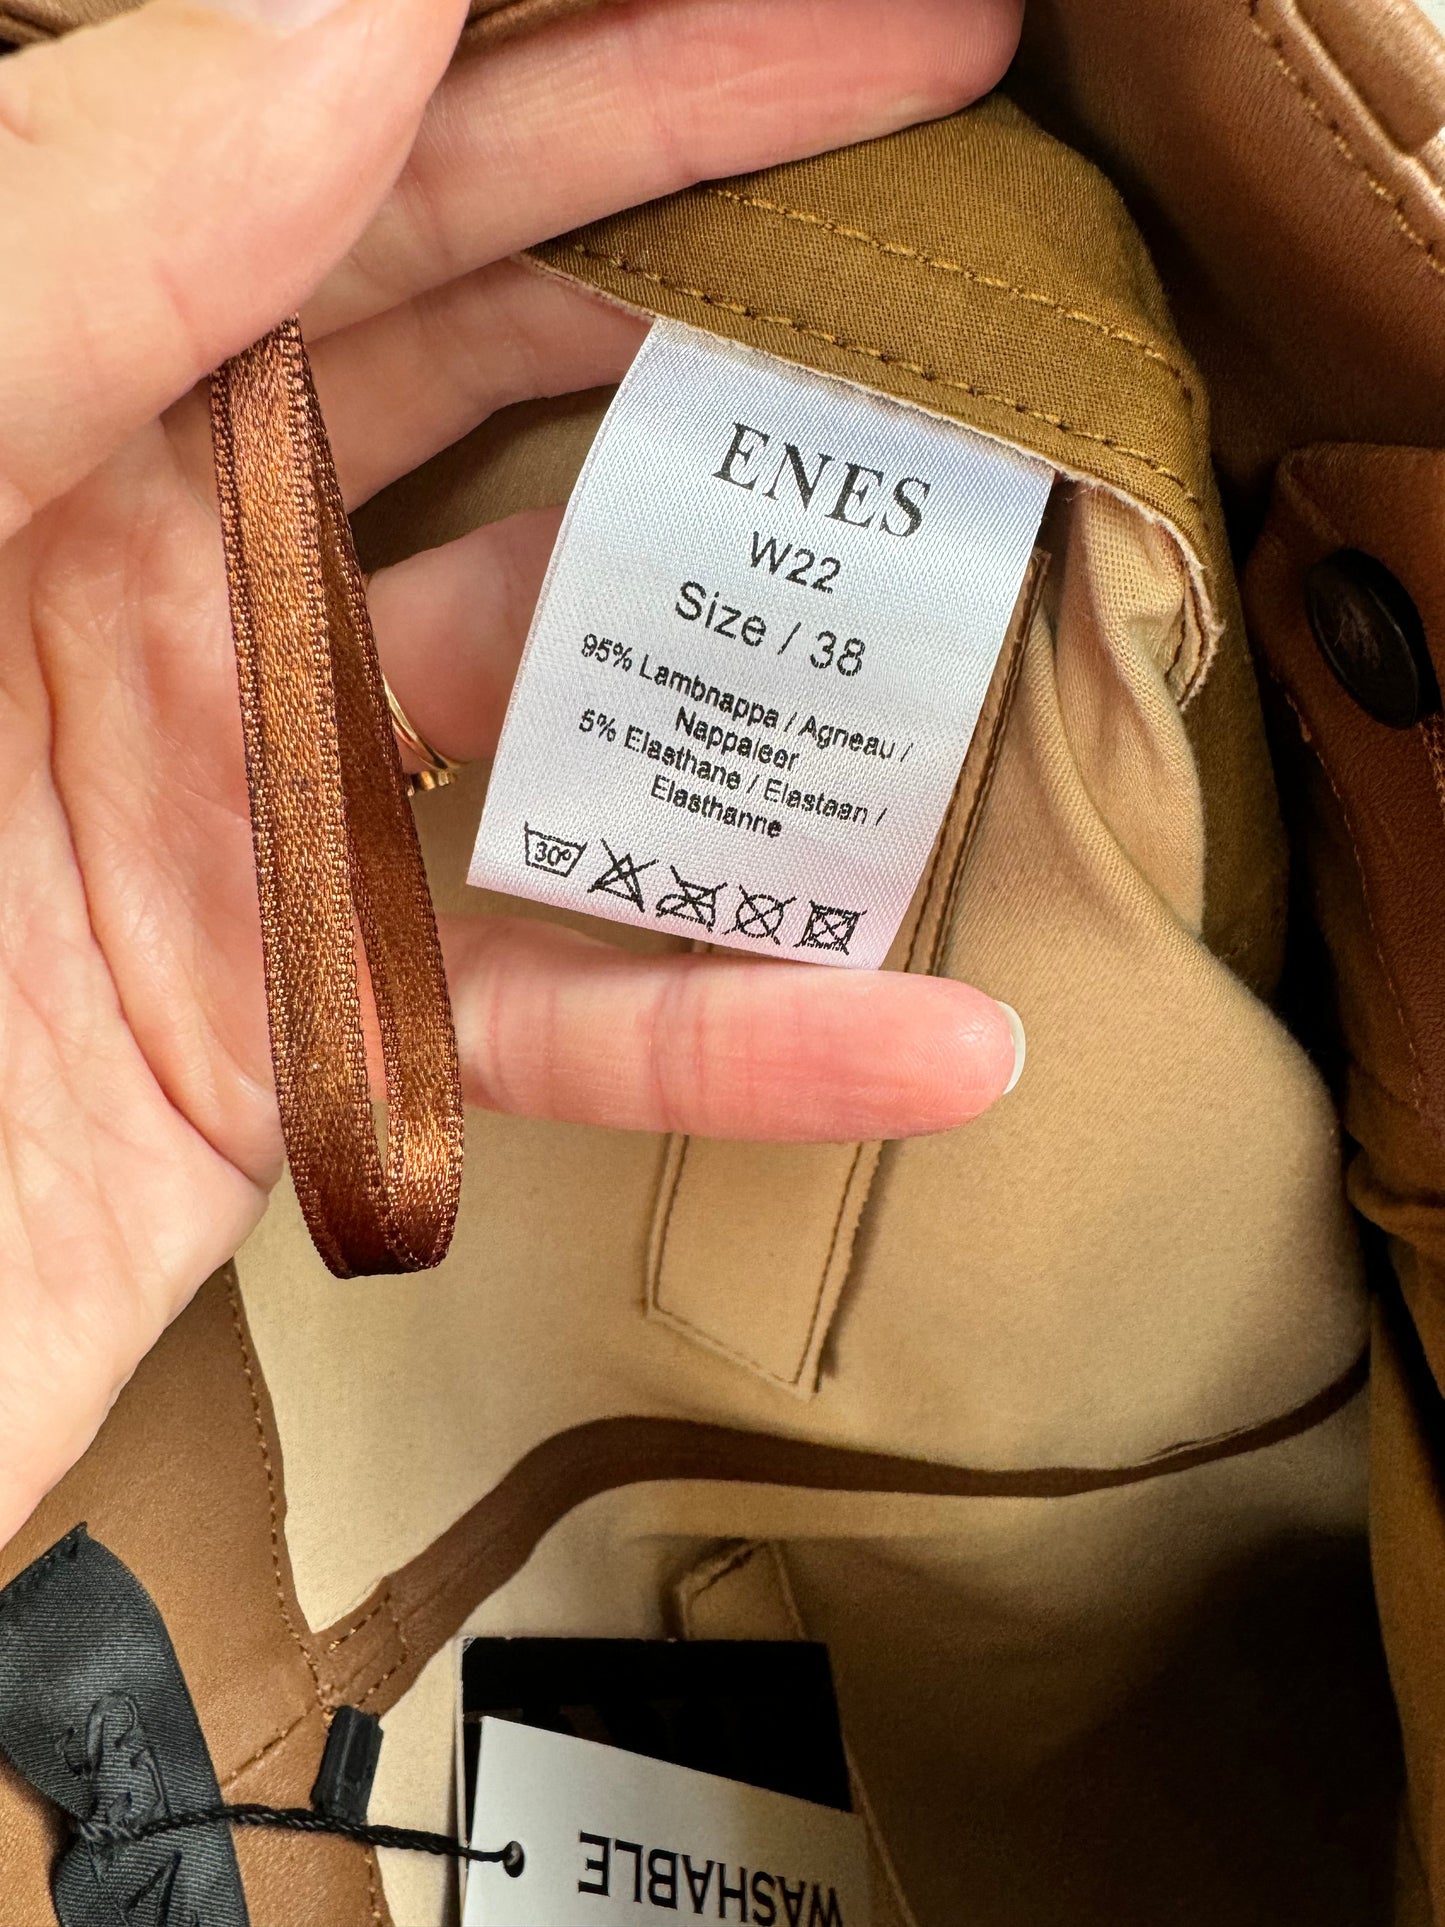 ENES
W22
Size / 38
95% Lambnappa / Agneau /
Nappaleer
5% Elasthane / Elastaan /
Elasthanne
30°
WASHABLE